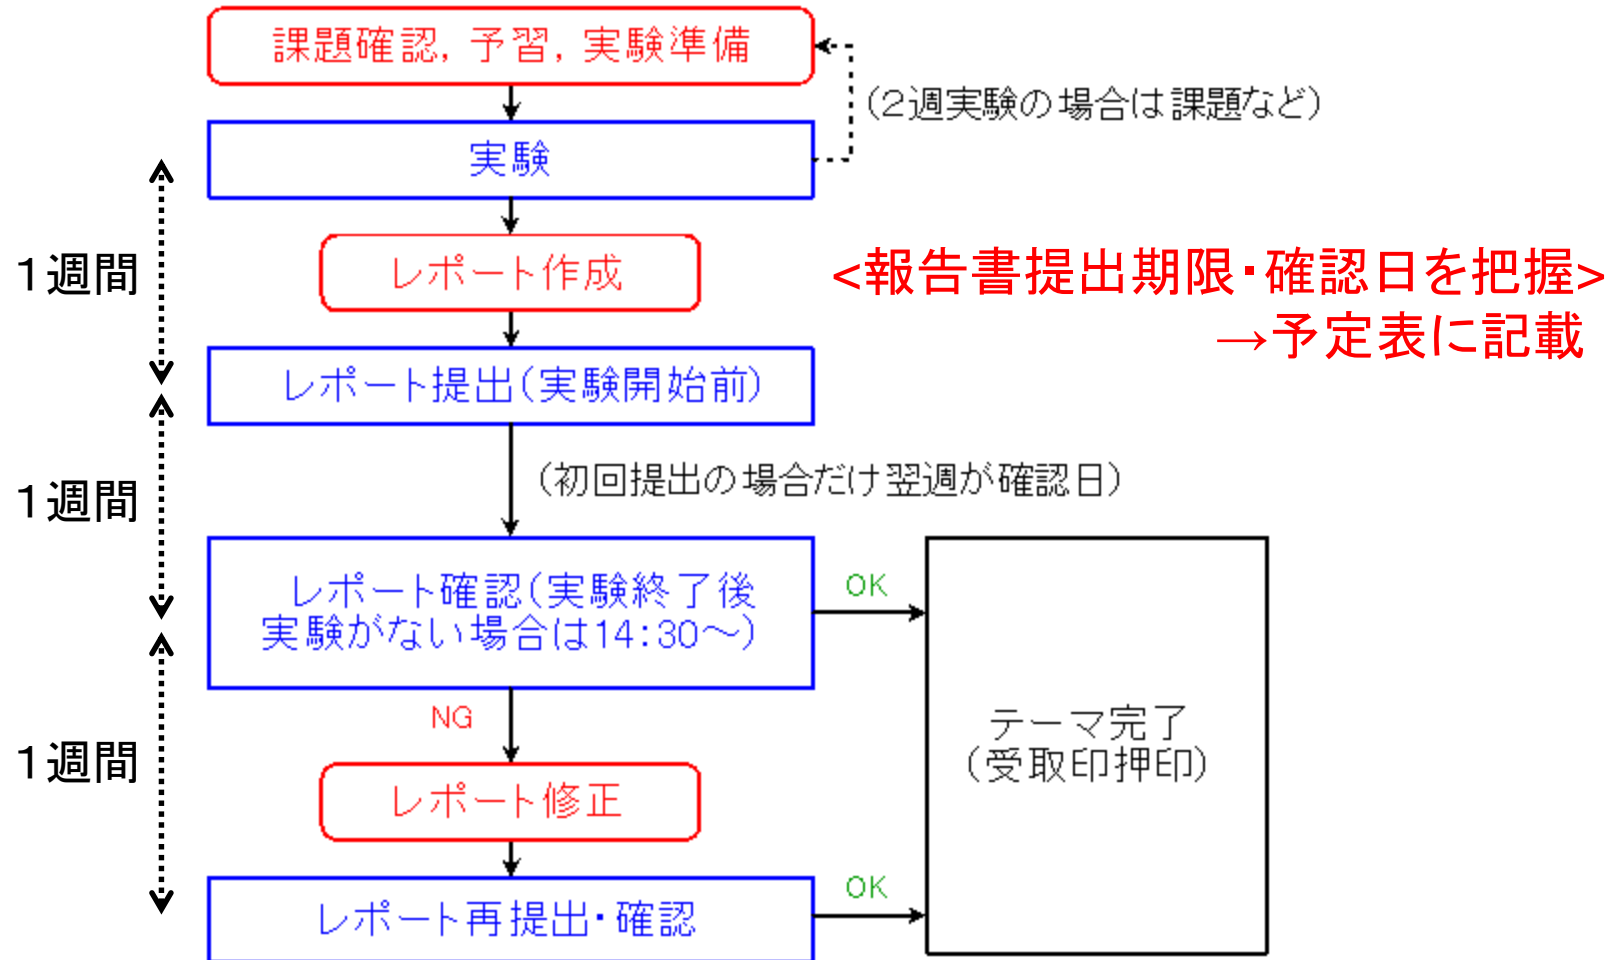 課題確認, 予習, 実験準備
(2週実験の場合は課題など)
実験
1週間
レポート作成
<報告書提出期限・確認日を把握>
→予定表に記載
レポート提出(実験開始前)
(初回提出の場合だけ翌週が確認日)
1週間
レポート確認(実験終了後
実験がない場合は14:30~)
OK
NG
テーマ完了
(受取印押印)
1週間
レポート修正
レポート再提出・確認
OK